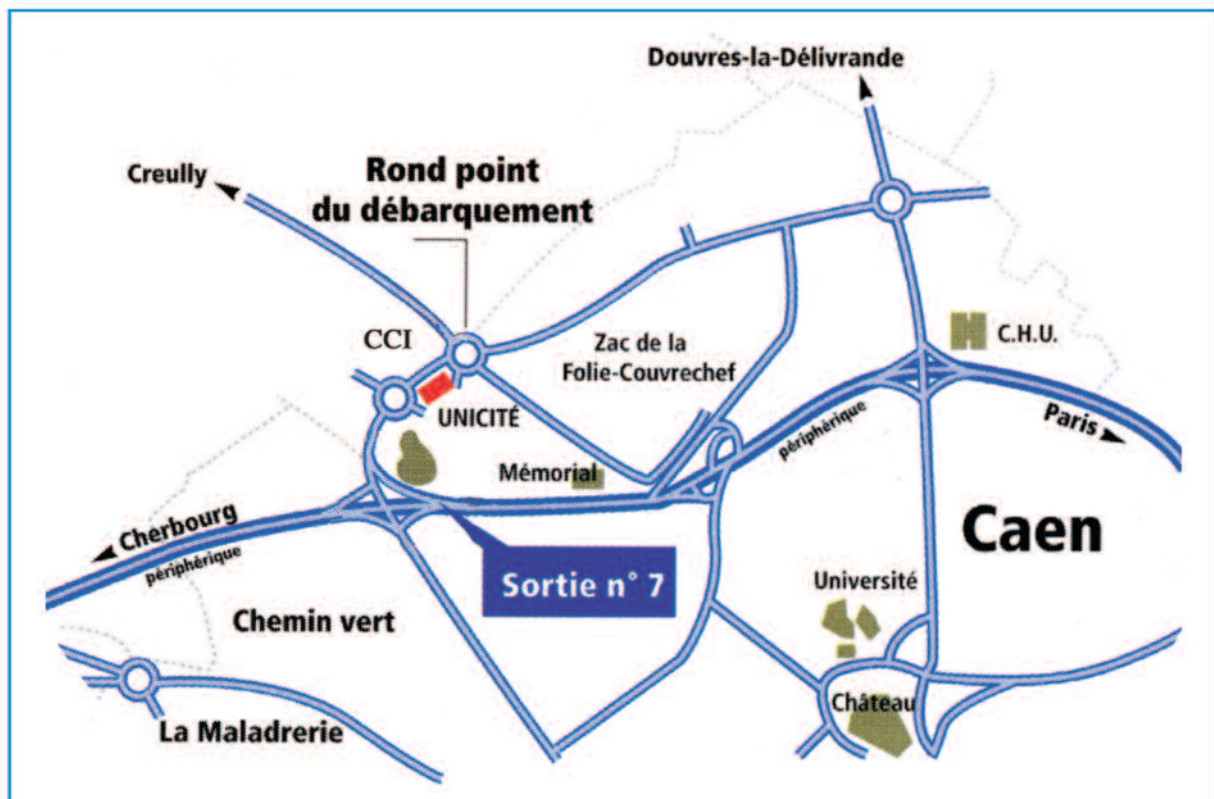 Douvres-la-Délivrande
Creully
Rond point
du débarquement
CCI
Zac de la
Folie-Couvrechef
C.H.U.
UNICITÉ
périphérique
Paris
Mémorial
Cherbourg
périphérique
Caen
Sortie n° 7
Université
Chemin vert
Château
La Maladrerie